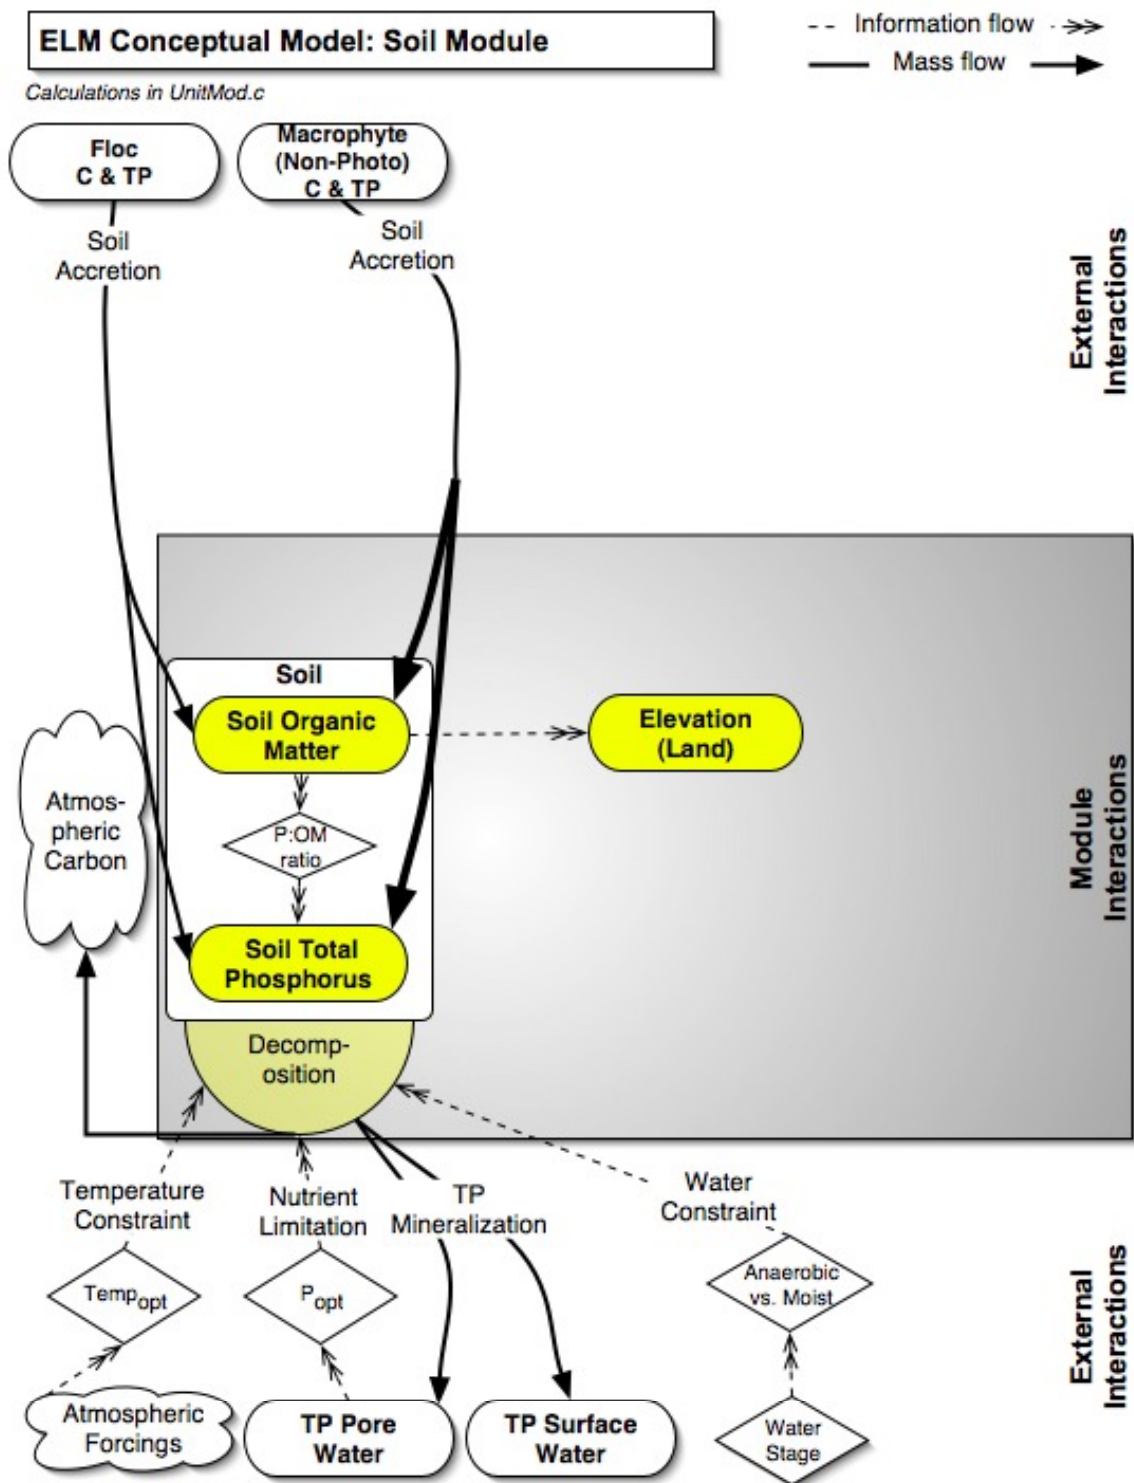 ELM Conceptual Model: Soil Module
Information flow
Mass flow
Calculations in UnitMod.c
Floc
C & TP
Macrophyte
(Non-Photo)
C & TP
Soil
Accretion
Soil
Accretion
External
Interactions
Soil
Soil Organic
Matter
Elevation
(Land)
Atmos-
pheric
Carbon
P:OM
ratio
Module
Interactions
Soil Total
Phosphorus
Decomp-
osition
Temperature
Constraint
Nutrient
Limitation
TP
Mineralization
Water
Constraint
Tempopt
Popt
Anaerobic
vs. Moist
External
Interactions
Atmospheric
Forcings
TP Pore
Water
TP Surface
Water
Water
Stage